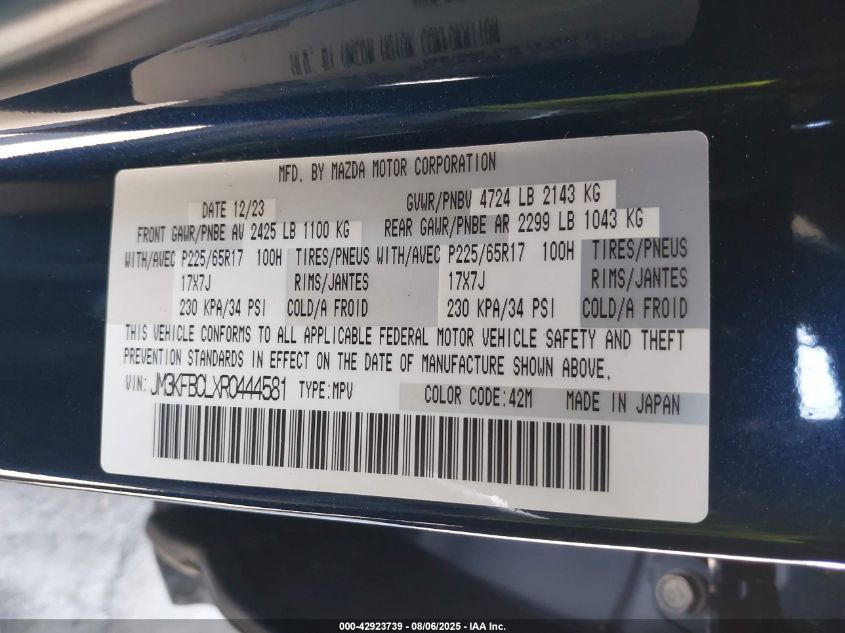 MFD. BY MAZDA MOTOR CORPORATION
DATE 12/23 GVWR/PNBV 4724 LB 2143 KG
FRONT GAWR/PNBE AV 2425 LB 1100 KG REAR GAWR/PNBE AR 2299 LB 1043 KG
WITH/AVEC P225/65R17 100H TIRES/PNEUS WITH/AVEC P225/65R17 100H TIRES/PNEUS
17X7J RIMS/JANTES 17X7J RIMS/JANTES
230 KPA/34 PSI COLD/A FROID 230 KPA/34 PSI COLD/A FROID
THIS VEHICLE CONFORMS TO ALL APPLICABLE FEDERAL MOTOR VEHICLE SAFETY AND THEFT
PREVENTION STANDARDS IN EFFECT ON THE DATE OF MANUFACTURE SHOWN ABOVE.
VIN: JM3KFBCLXR0444581 TYPE:MPV COLOR CODE:42M MADE IN JAPAN
000-42923739 - 08/06/2025 - IAA Inc.